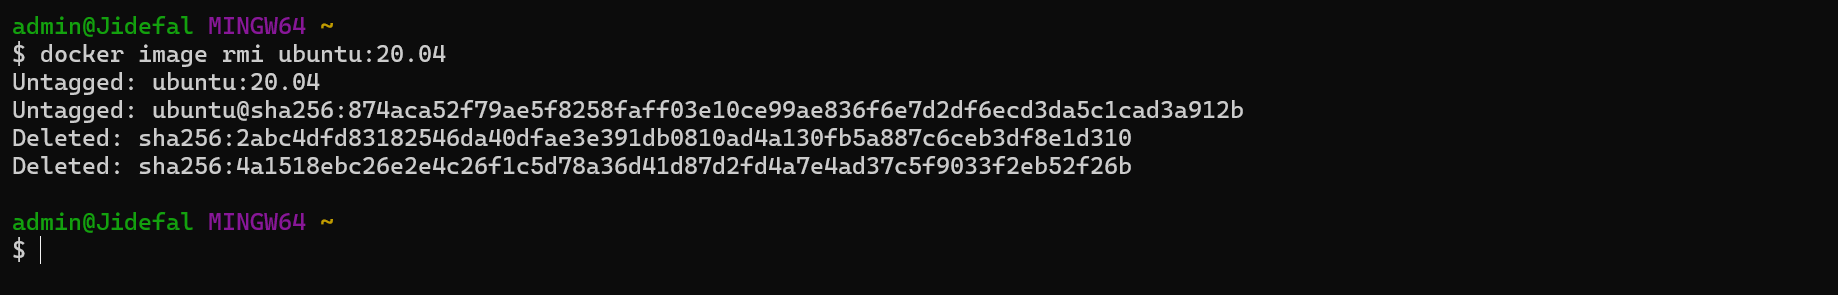 admin@Jidefal MINGW64 ~
$ docker image rmi ubuntu:20.04
Untagged: ubuntu:20.04
Untagged: ubuntu@sha256:874aca52f79ae5f8258faff03e10ce99ae836f6e7d2df6ecd3da5c1cad3a912b
Deleted: sha256:2abc4dfd83182546da40dfae3e391db0810ad4a130fb5a887c6ceb3df8e1d310
Deleted: sha256:4a1518ebc26e2e4c26f1c5d78a36d41d87d2fd4a7e4ad37c5f9033f2eb52f26b
admin@Jidefal MINGW64 ~
$